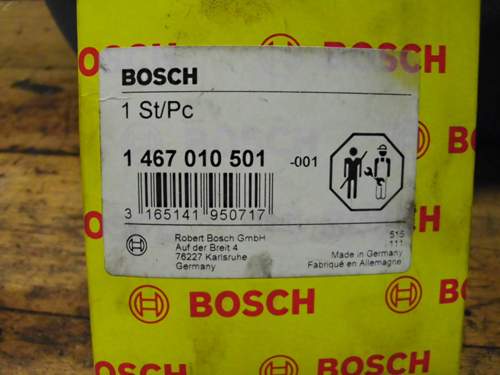 BOSCH
1 St/Pc
1 467 010 501 -001
3 165141 950717
Robert Bosch GmbH
Auf der Breit 4
76227 Karlsruhe
Germany
515
111
Made in Germany
Fabriqué en Allemagne
BOSCH
BOSCH